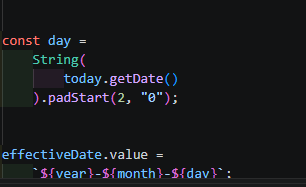 const day =
String(
today.getDate()
).padStart(2, "0");
effectiveDate.value =
`${year}-${month}-${day}`;